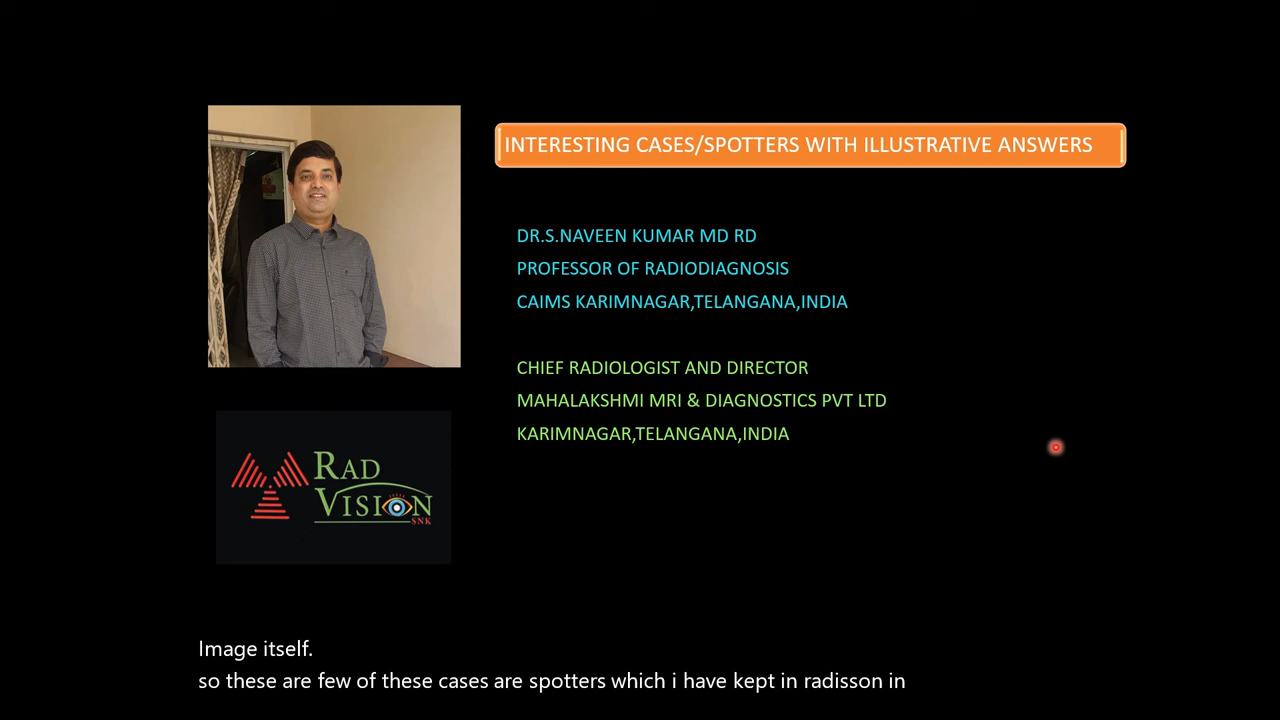 INTERESTING CASES/SPOTTERS WITH ILLUSTRATIVE ANSWERS
DR.S.NAVEEN KUMAR MD RD
PROFESSOR OF RADIODIAGNOSIS
CAIMS KARIMNAGAR,TELANGANA,INDIA
CHIEF RADIOLOGIST AND DIRECTOR
MAHALAKSHMI MRI & DIAGNOSTICS PVT LTD
KARIMNAGAR,TELANGANA,INDIA
RAD
VISION
SNK
Image itself.
so these are few of these cases are spotters which i have kept in radisson in